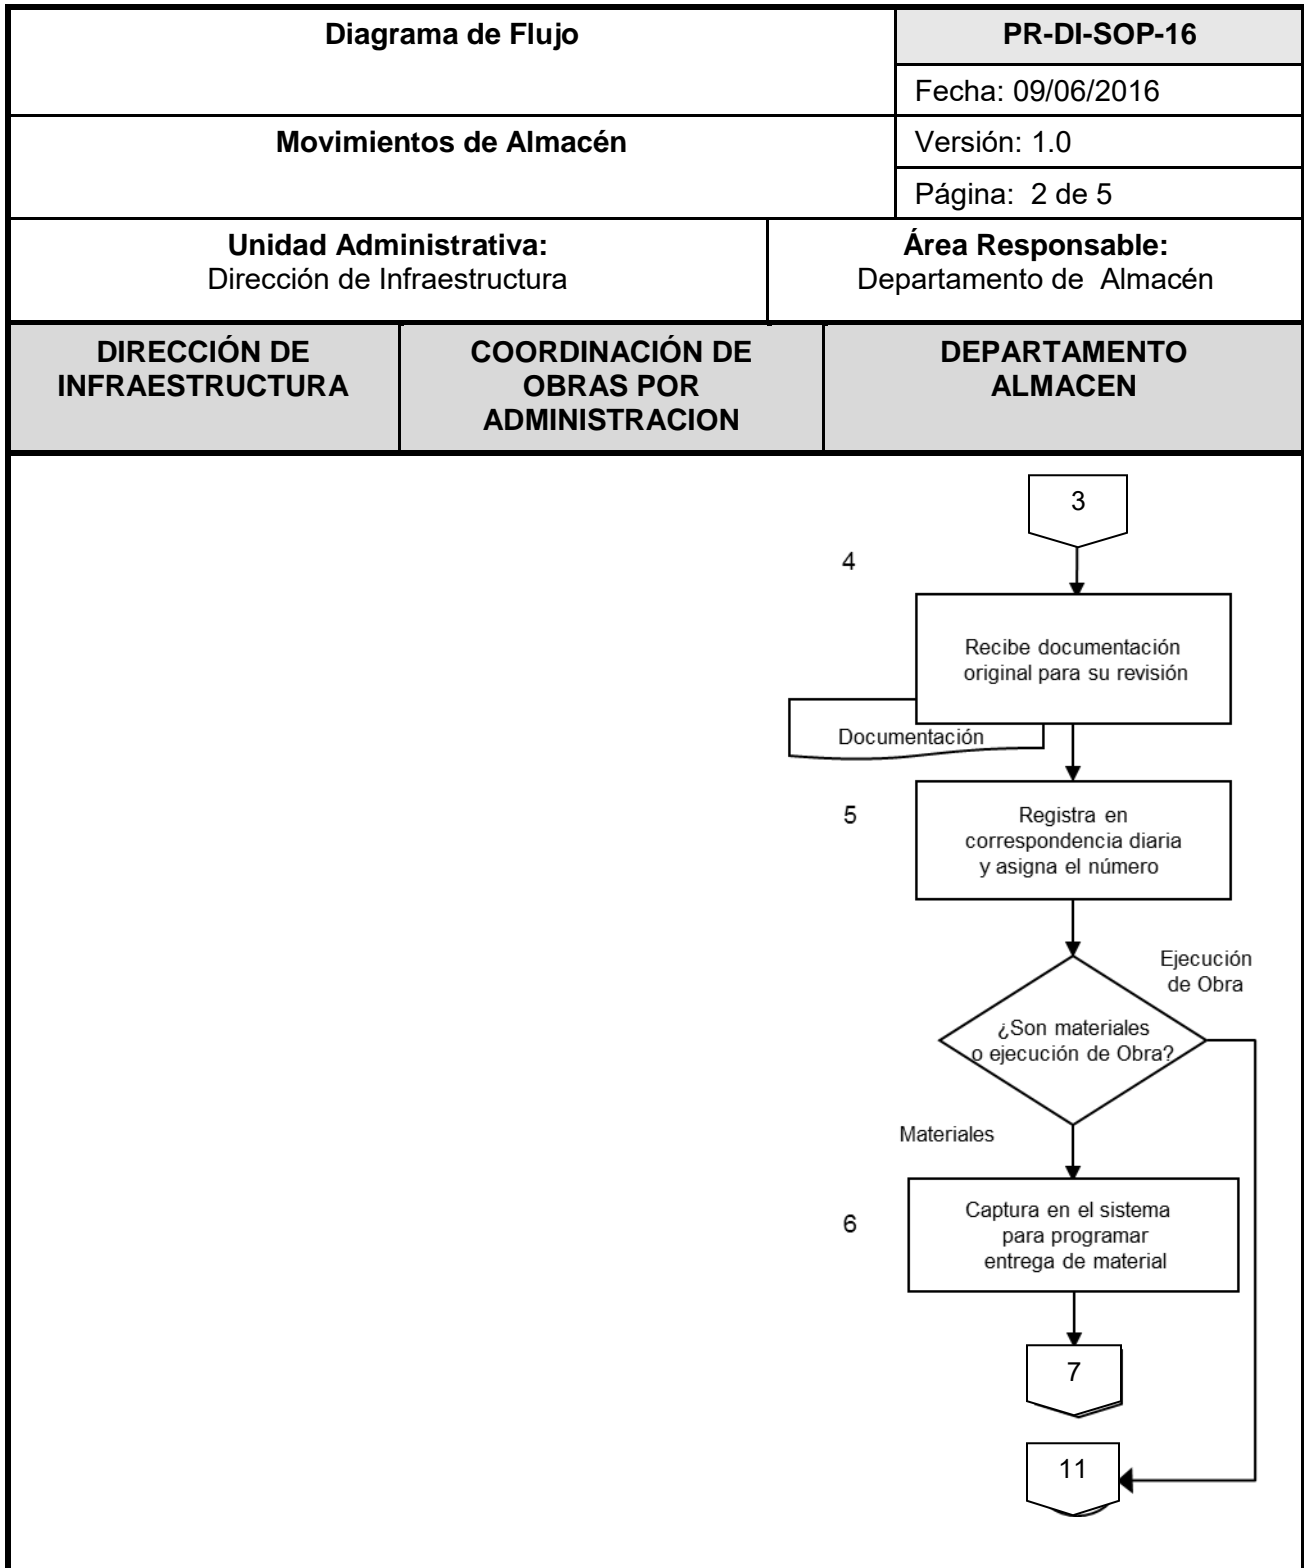 Diagrama de Flujo
PR-DI-SOP-16
Fecha: 09/06/2016
Movimientos de Almacén
Versión: 1.0
Página: 2 de 5
Unidad Administrativa:
Dirección de Infraestructura
Área Responsable:
Departamento de Almacén
DIRECCIÓN DE
INFRAESTRUCTURA
COORDINACIÓN DE
OBRAS POR
ADMINISTRACION
DEPARTAMENTO
ALMACEN
3
4
Recibe documentación
original para su revisión
Documentación
5
Registra en
correspondencia diaria
y asigna el número
Ejecución
de Obra
¿Son materiales
o ejecución de Obra?
Materiales
6
Captura en el sistema
para programar
entrega de material
7
11